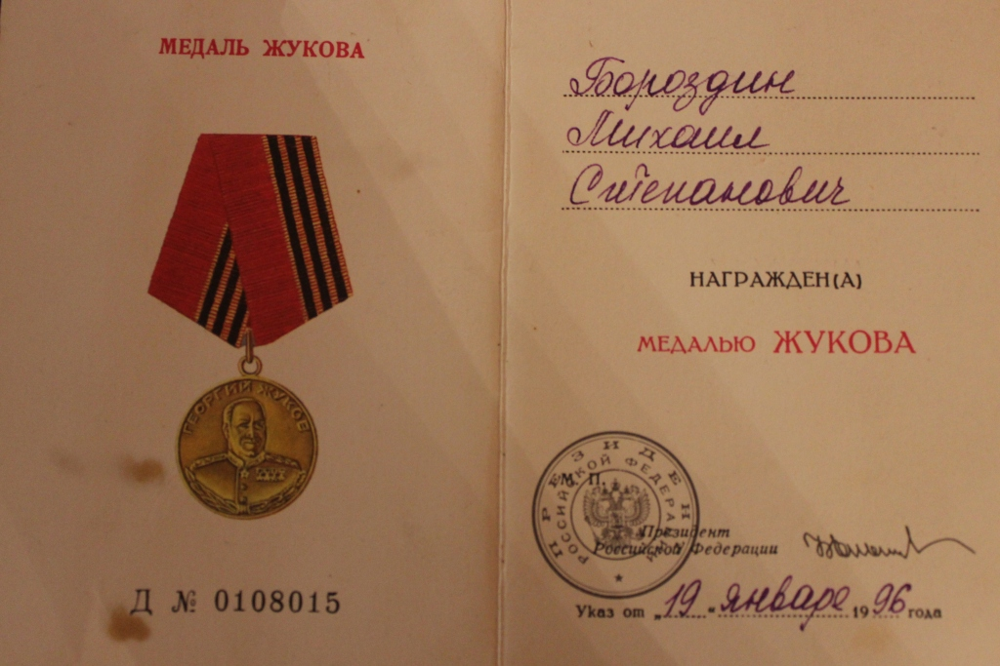 МЕДАЛЬ ЖУКОВА
ГЕОРГИЙ ЖУКОВ
Д № 0108015
Бороздин
Михаил
Степанович
НАГРАЖДЕН(А)
МЕДАЛЬЮ ЖУКОВА
ПРЕЗИДЕНТ
РОССИЙСКОЙ ФЕДЕРАЦИИ
М. П.
Президент
Российской Федерации
Указ от „19“ январе 1996 года